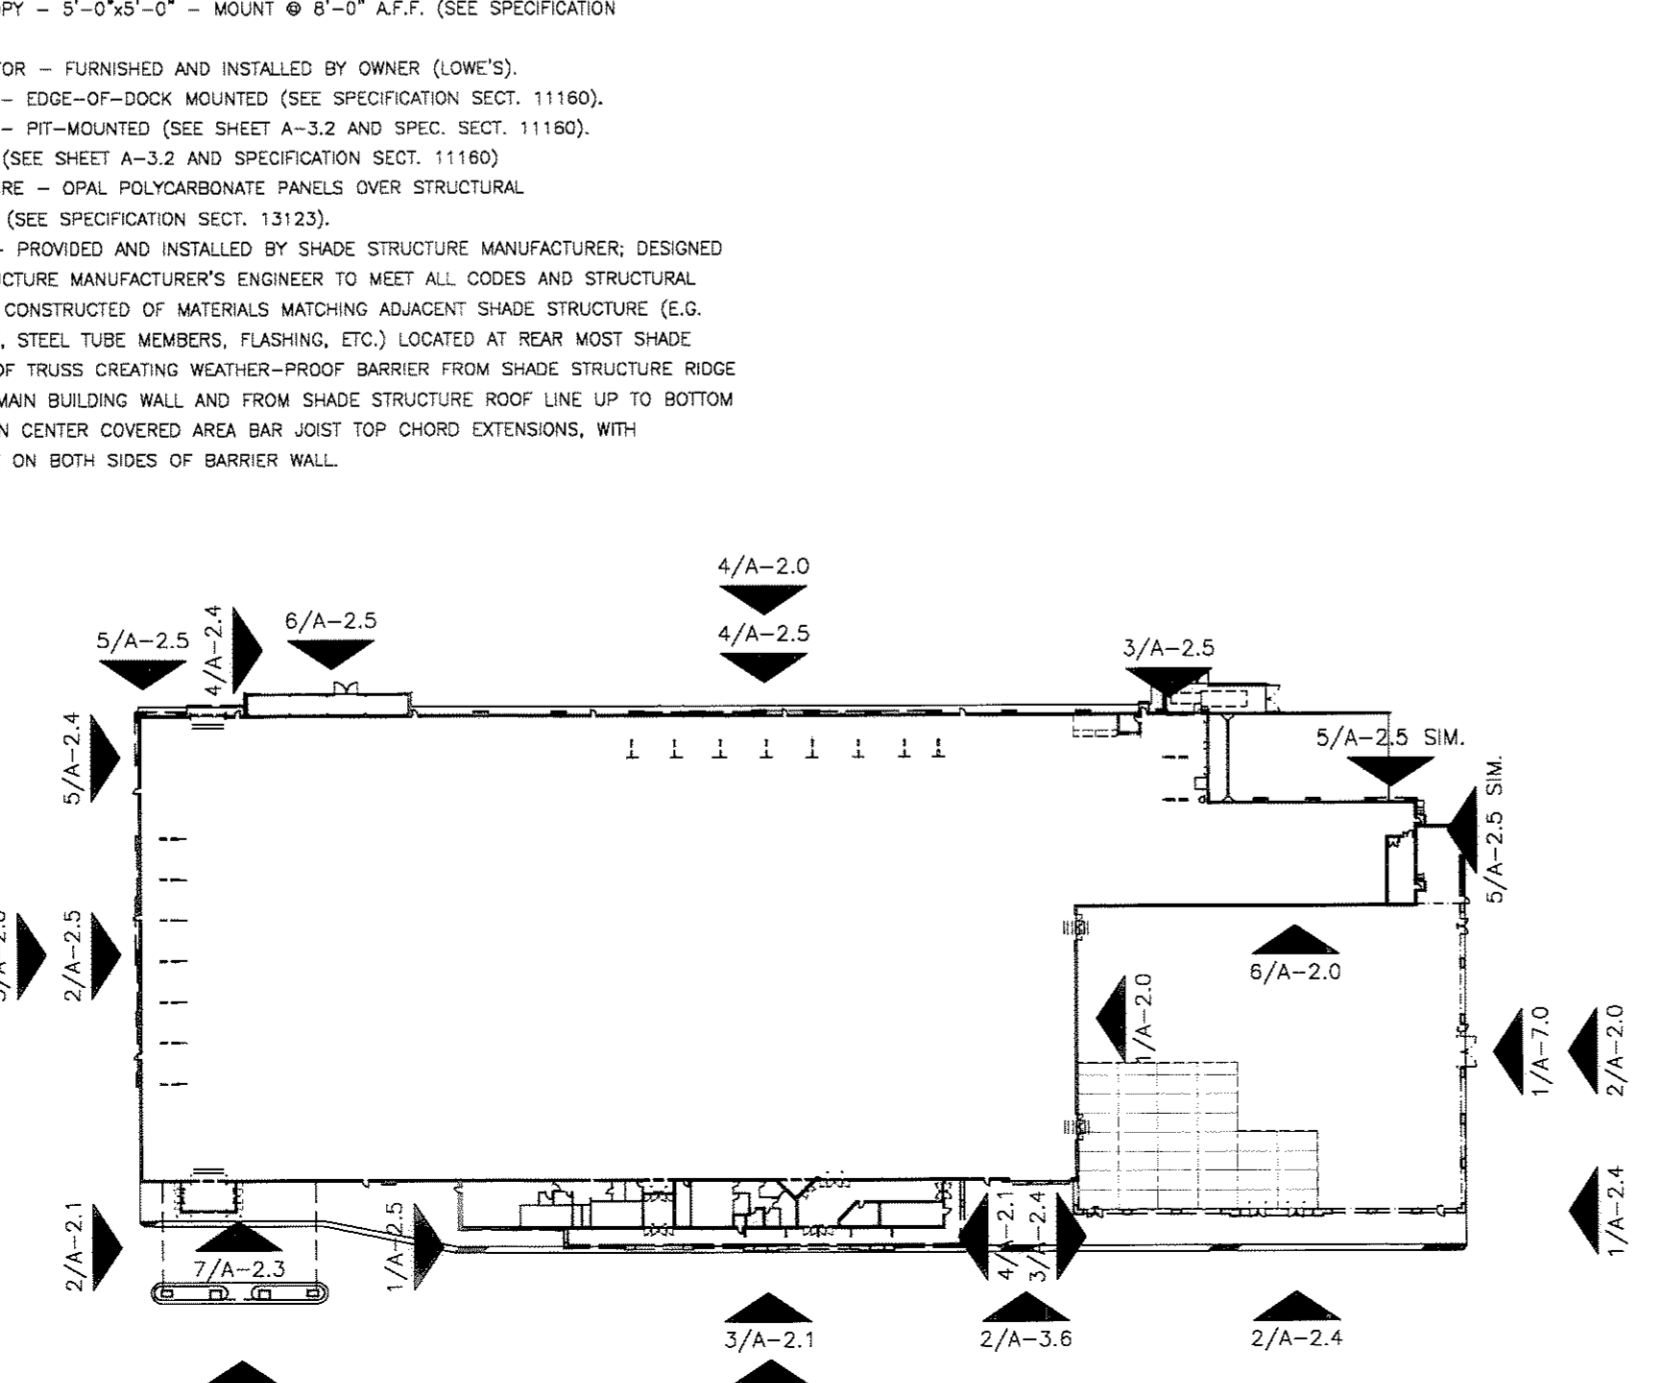 PY – 5'-0"x5'-0" – MOUNT @ 8'-0" A.F.F. (SEE SPECIFICATION
TOR – FURNISHED AND INSTALLED BY OWNER (LOWE'S).
– EDGE-OF-DOCK MOUNTED (SEE SPECIFICATION SECT. 11160).
– PIT-MOUNTED (SEE SHEET A-3.2 AND SPEC. SECT. 11160).
(SEE SHEET A-3.2 AND SPECIFICATION SECT. 11160)
RE – OPAL POLYCARBONATE PANELS OVER STRUCTURAL
(SEE SPECIFICATION SECT. 13123).
- PROVIDED AND INSTALLED BY SHADE STRUCTURE MANUFACTURER; DESIGNED
CTURE MANUFACTURER'S ENGINEER TO MEET ALL CODES AND STRUCTURAL
CONSTRUCTED OF MATERIALS MATCHING ADJACENT SHADE STRUCTURE (E.G.
, STEEL TUBE MEMBERS, FLASHING, ETC.) LOCATED AT REAR MOST SHADE
OF TRUSS CREATING WEATHER-PROOF BARRIER FROM SHADE STRUCTURE RIDGE
MAIN BUILDING WALL AND FROM SHADE STRUCTURE ROOF LINE UP TO BOTTOM
N CENTER COVERED AREA BAR JOIST TOP CHORD EXTENSIONS, WITH
ON BOTH SIDES OF BARRIER WALL.
4/A-2.0
4/A-2.5
5/A-2.5
4/A-2.4
6/A-2.5
3/A-2.5
5/A-2.4
5/A-2.5 SIM.
5/A-2.5 SIM.
2/A-2.5
6/A-2.0
1/A-2.0
1/A-7.0
2/A-2.0
2/A-2.1
7/A-2.3
1/A-2.5
4/A-2.1
3/A-2.4
1/A-2.4
3/A-2.1
2/A-3.6
2/A-2.4